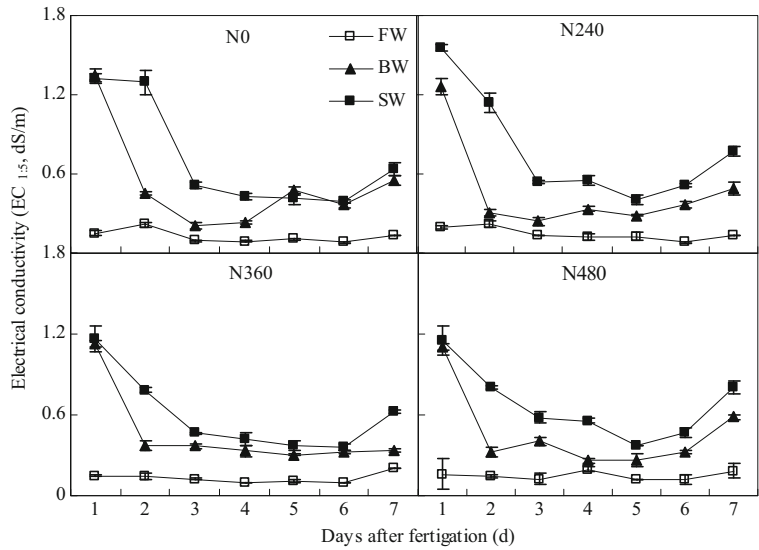 1.8
1.2
0.6
1.8
1.2
0.6
0
Electrical conductivity (EC 1:5, dS/m)
N0
FW
BW
SW
N240
N360
N480
1 2 3 4 5 6 7
1 2 3 4 5 6 7
Days after fertigation (d)